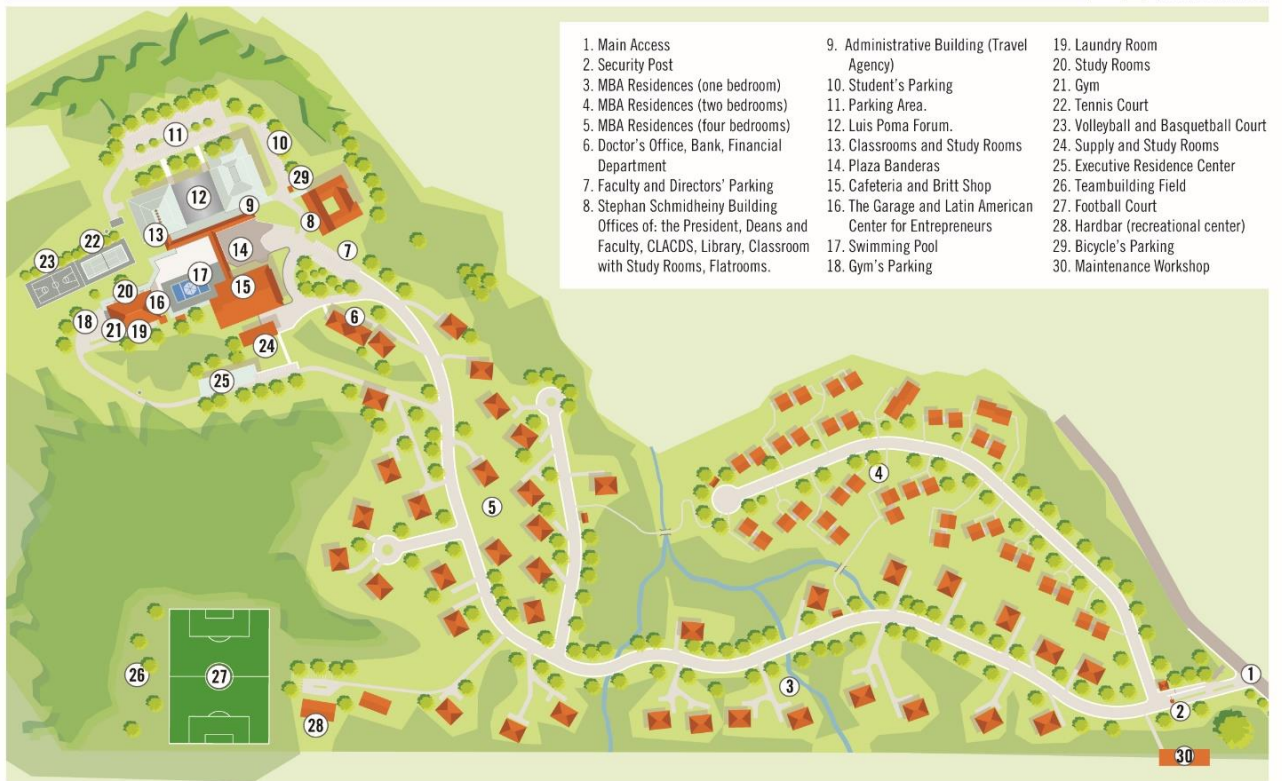 1. Main Access
2. Security Post
3. MBA Residences (one bedroom)
4. MBA Residences (two bedrooms)
5. MBA Residences (four bedrooms)
6. Doctor's Office, Bank, Financial
Department
7. Faculty and Directors' Parking
8. Stephan Schmidheiny Building
Offices of: the President, Deans and
Faculty, CLACDS, Library, Classroom
with Study Rooms, Flatrooms.
9. Administrative Building (Travel
Agency)
10. Student's Parking
11. Parking Area.
12. Luis Poma Forum.
13. Classrooms and Study Rooms
14. Plaza Banderas
15. Cafeteria and Britt Shop
16. The Garage and Latin American
Center for Entrepreneurs
17. Swimming Pool
18. Gym's Parking
19. Laundry Room
20. Study Rooms
21. Gym
22. Tennis Court
23. Volleyball and Basquetball Court
24. Supply and Study Rooms
25. Executive Residence Center
26. Teambuilding Field
27. Football Court
28. Hardbar (recreational center)
29. Bicycle's Parking
30. Maintenance Workshop
11
10
29
12
9
8
13
22
14
7
23
17
20
16
15
18
21
19
6
24
25
4
5
26
27
1
3
2
28
30